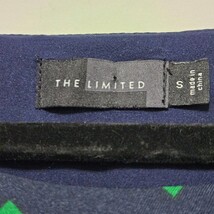 THE LIMITED
S
made in
china